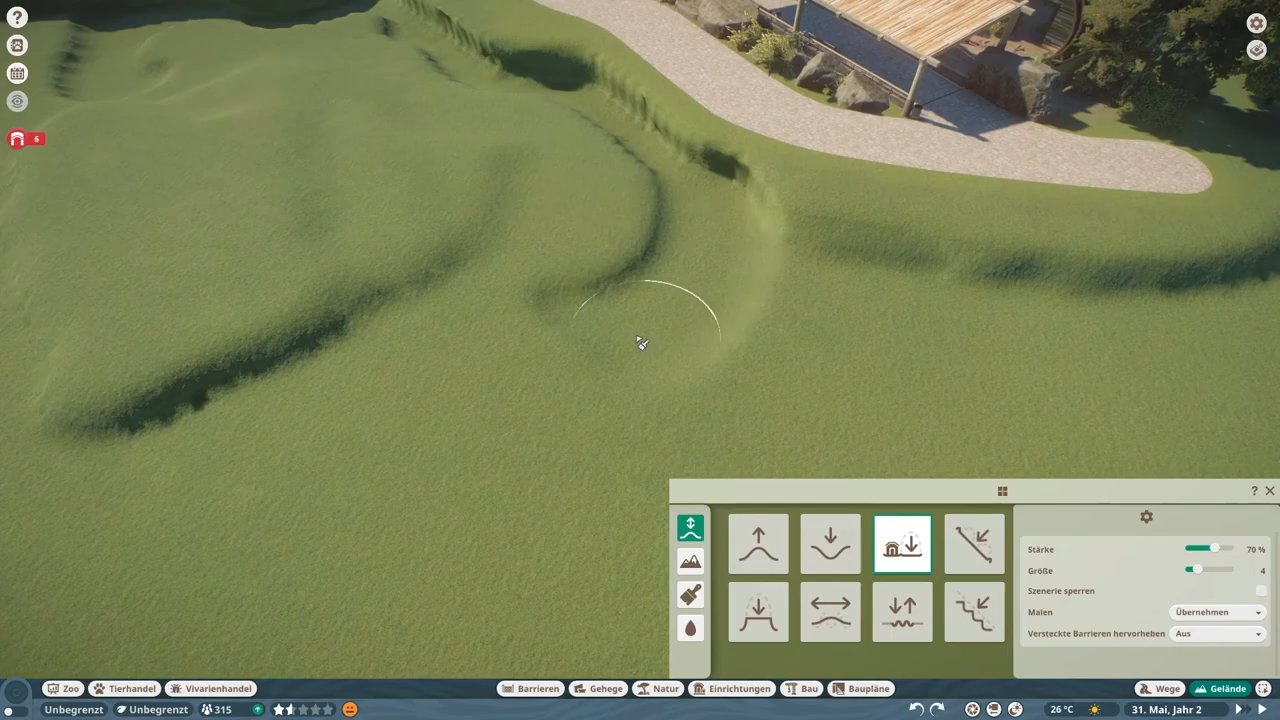 ?
6
? ×
Stärke 70 %
Größe 4
Szenerie sperren
Malen Übernehmen
Versteckte Barrieren hervorheben Aus
Zoo Tierhandel Vivarienhandel Barrieren Gehege Natur Einrichtungen Bau Baupläne Wege Gelände
Unbegrenzt Unbegrenzt 315 26 °C 31. Mai, Jahr 2